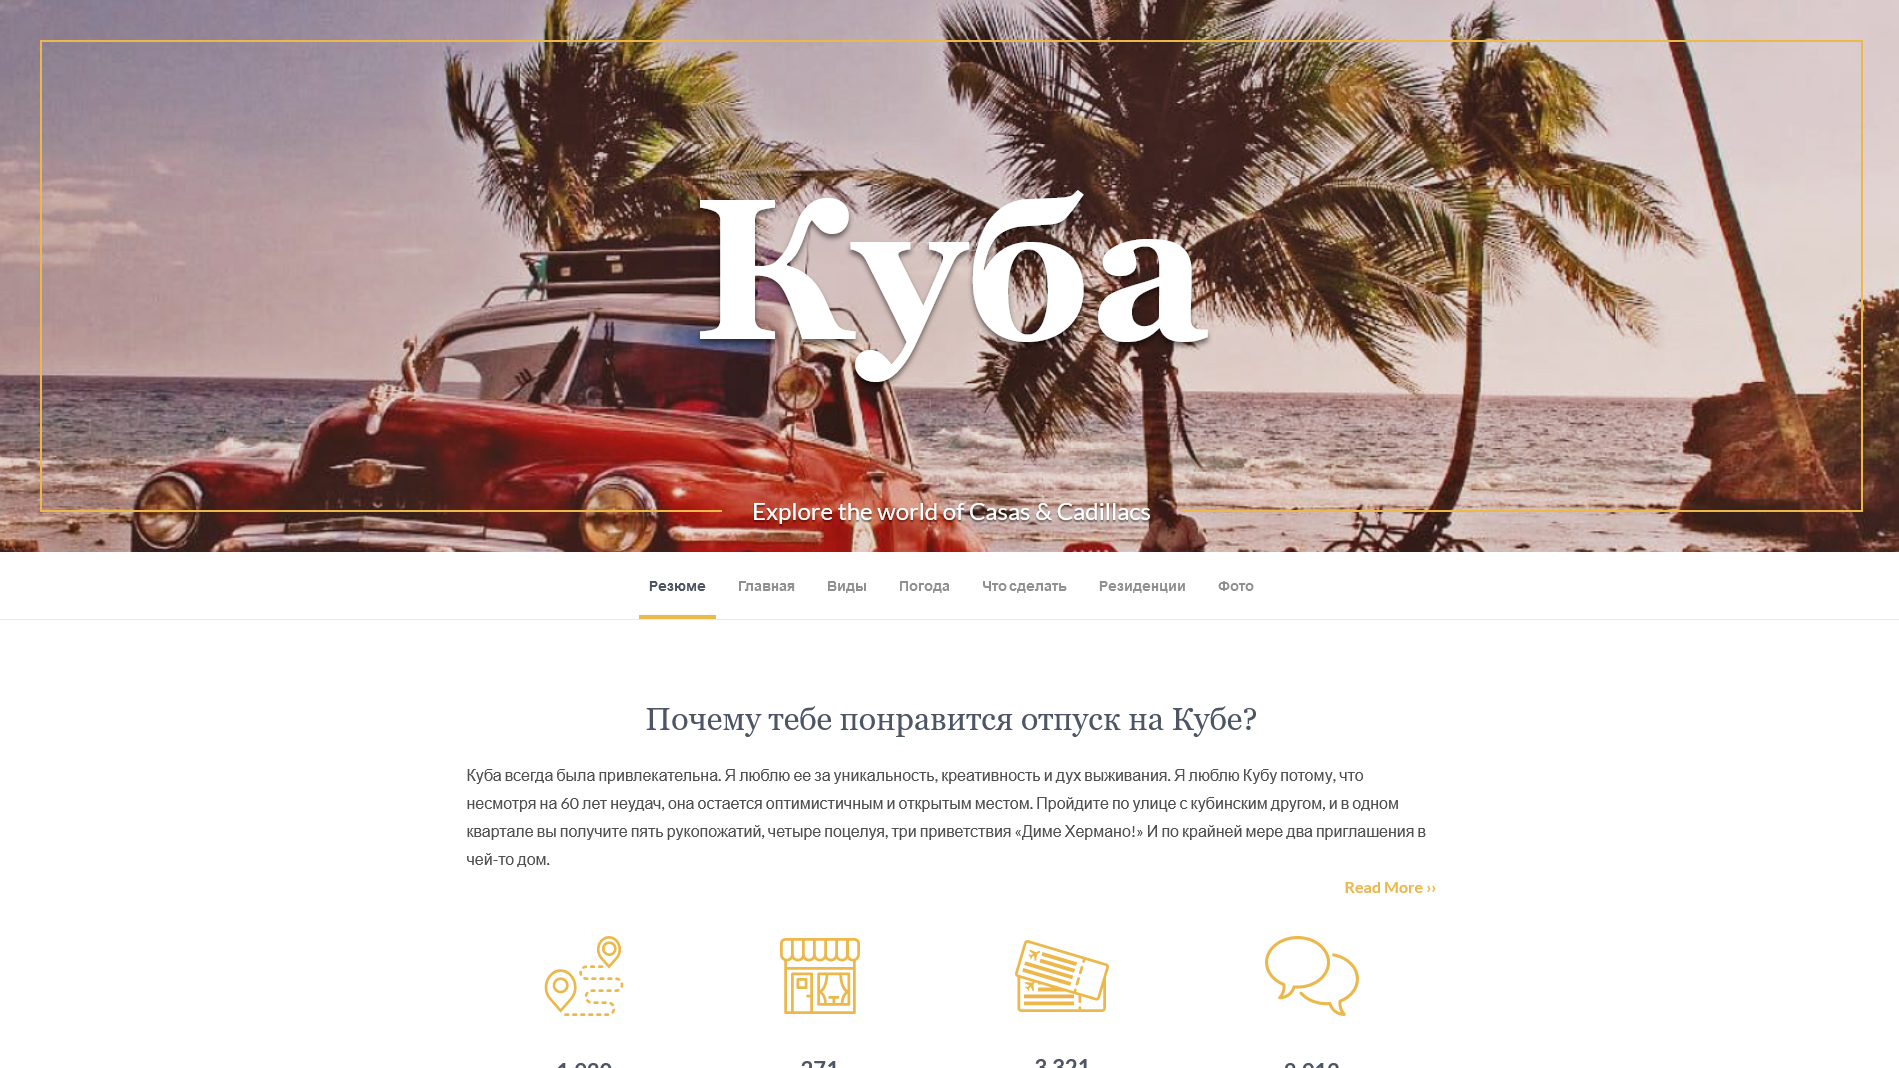 Куба
Explore the world of Casas & Cadillacs
Резюме Главная Виды Погода Что сделать Резиденции Фото
Почему тебе понравится отпуск на Кубе?
Куба всегда была привлекательна. Я люблю ее за уникальность, креативность и дух выживания. Я люблю Кубу потому, что
несмотря на 60 лет неудач, она остается оптимистичным и открытым местом. Пройдите по улице с кубинским другом, и в одном
квартале вы получите пять рукопожатий, четыре поцелуя, три приветствия «Диме Хермано!» И по крайней мере два приглашения в
чей-то дом.
Read More ››
271 3,321